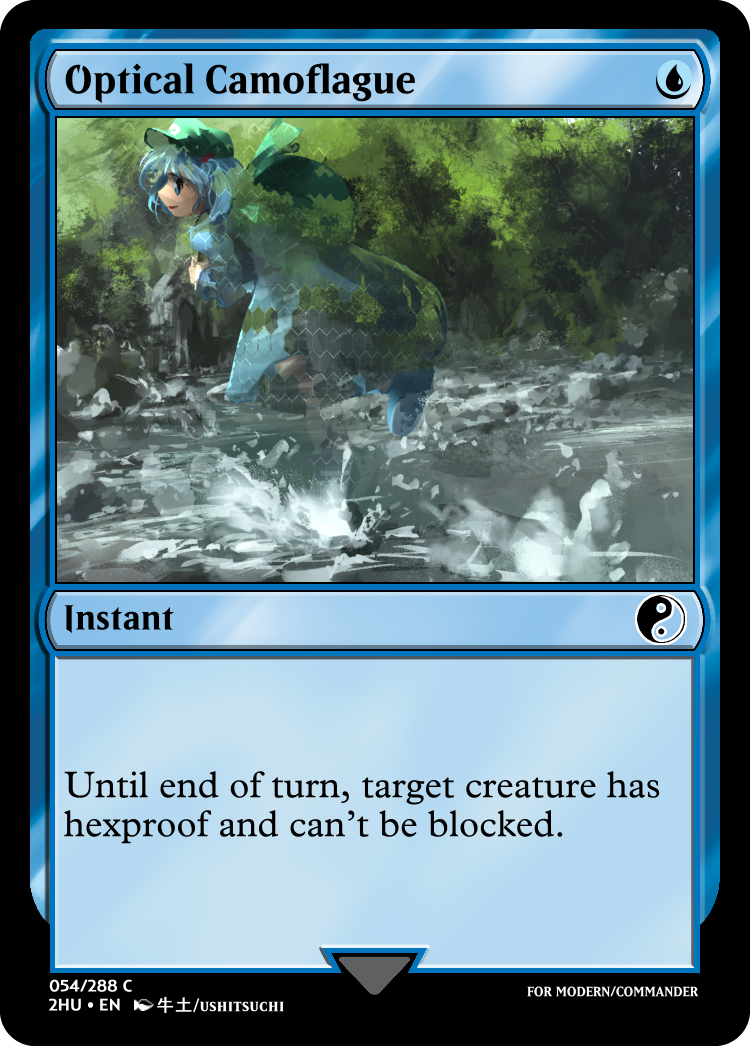 Optical Camoflague
Instant
Until end of turn, target creature has
hexproof and can't be blocked.
054/288 C
2HU • EN 牛土/USHITSUCHI
FOR MODERN/COMMANDER